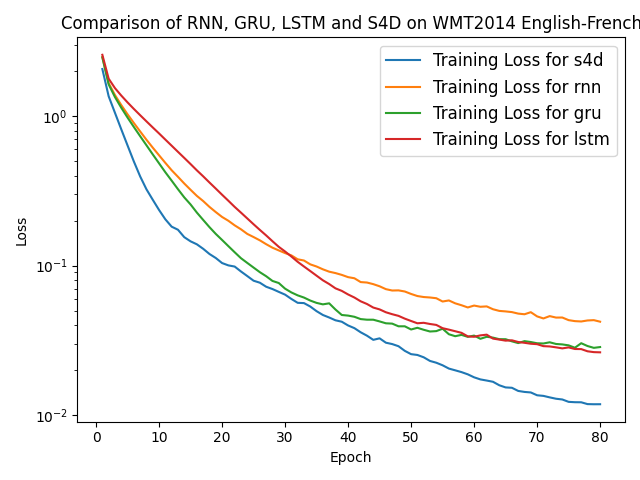 Comparison of RNN, GRU, LSTM and S4D on WMT2014 English-French
Training Loss for s4d
Training Loss for rnn
Training Loss for gru
Training Loss for lstm
Loss
10⁰
10⁻¹
10⁻²
0 10 20 30 40 50 60 70 80
Epoch